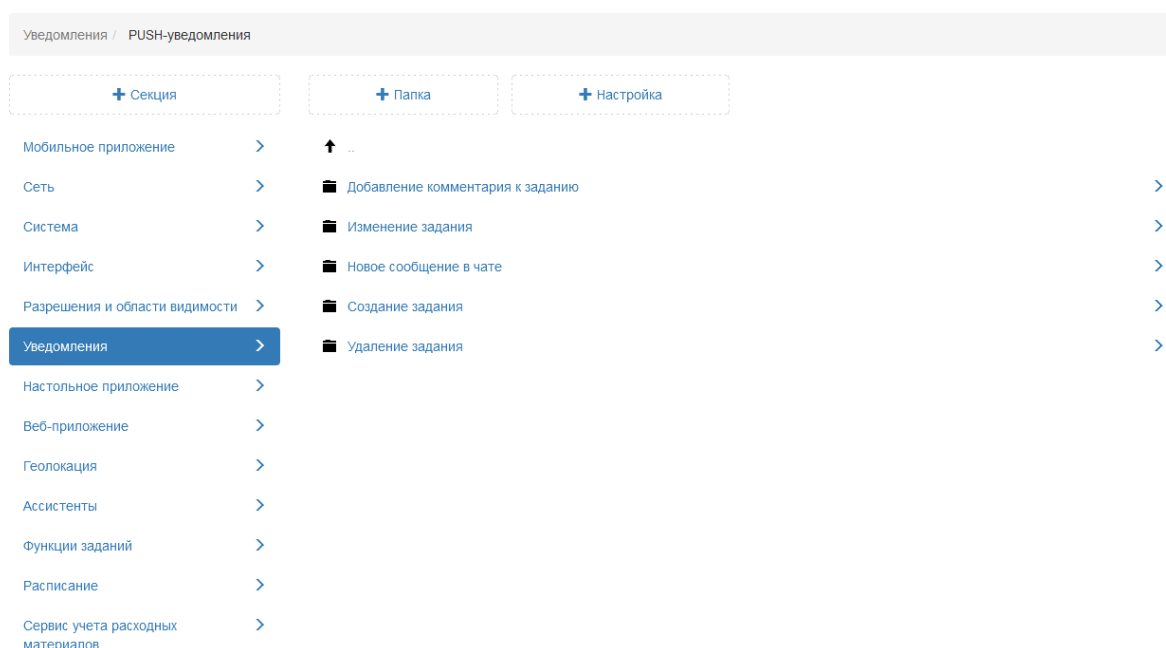 Уведомления / PUSH-уведомления
Секция
Папка
Настройка
Мобильное приложение
Сеть
Система
Интерфейс
Разрешения и области видимости
Уведомления
Настольное приложение
Веб-приложение
Геолокация
Ассистенты
Функции заданий
Расписание
Сервис учета расходных
материалов
..
Добавление комментария к заданию
Изменение задания
Новое сообщение в чате
Создание задания
Удаление задания